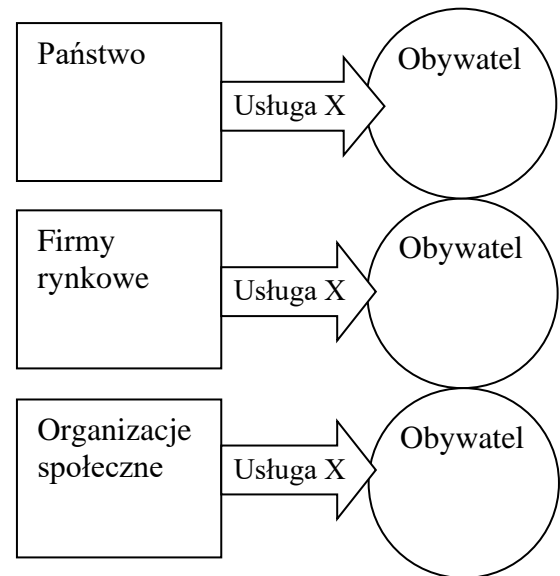 Państwo
Usługa X
Obywatel
Firmy
rynkowe
Usługa X
Obywatel
Organizacje
społeczne
Usługa X
Obywatel